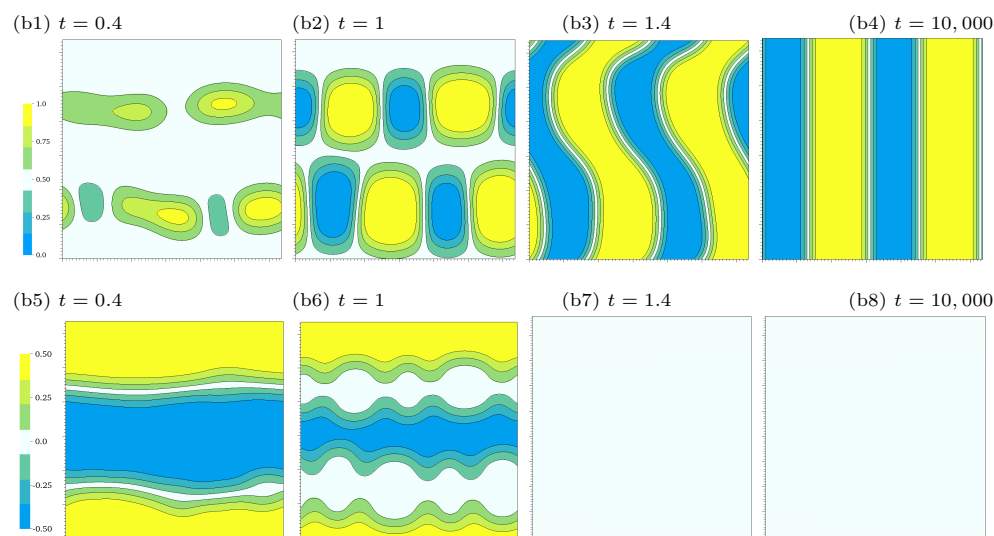 (b1) t = 0.4
(b2) t = 1
(b3) t = 1.4
(b4) t = 10, 000
1.0
0.75
0.50
0.25
0.0
(b5) t = 0.4
(b6) t = 1
(b7) t = 1.4
(b8) t = 10, 000
0.50
0.25
0.0
-0.25
-0.50